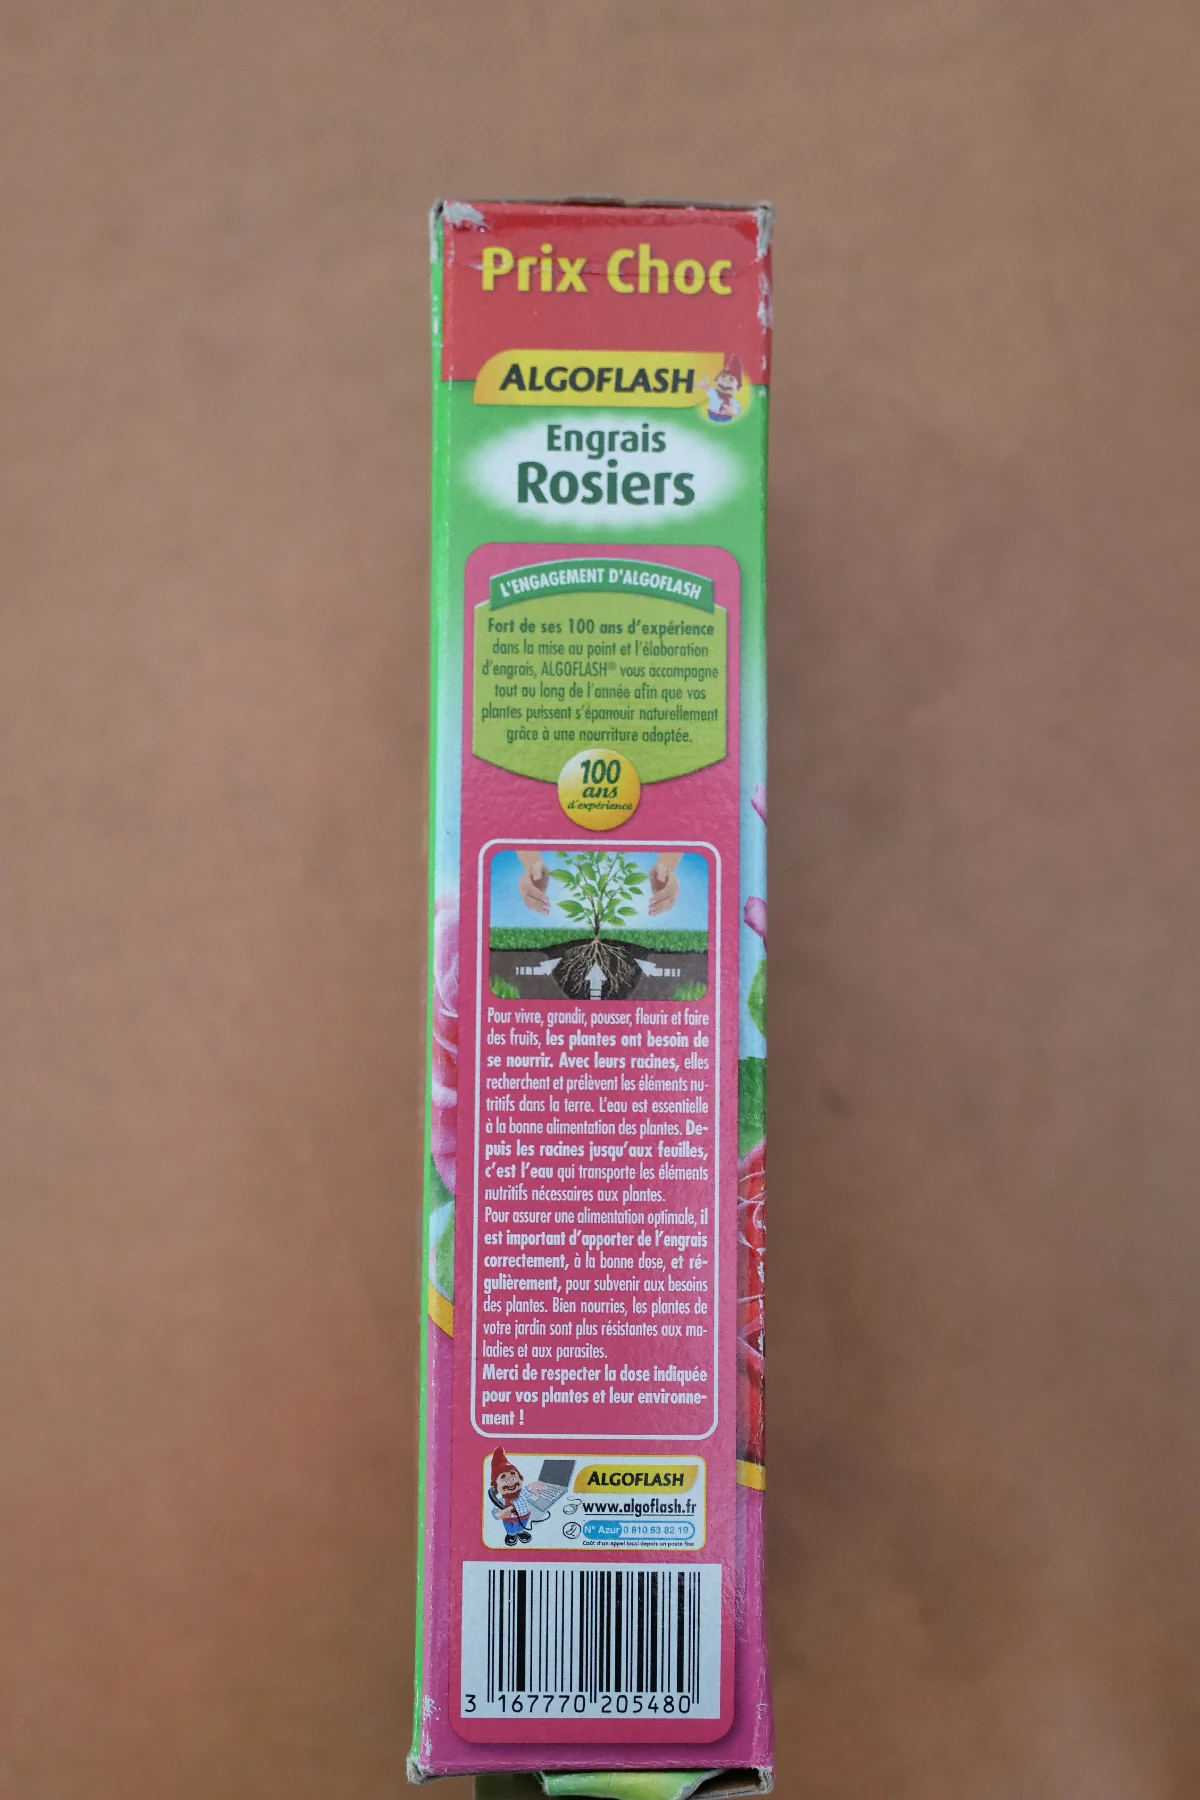 Prix Choc
ALGOFLASH
Engrais
Rosiers
L'ENGAGEMENT D'ALGOFLASH
Fort de ses 100 ans d'expérience
dans la mise au point et l'élaboration
d'engrais, ALGOFLASH® vous accompagne
tout au long de l'année afin que vos
plantes puissent s'épanouir naturellement
grâce à une nourriture adaptée.
100
ans
d'expérience
Pour vivre, grandir, pousser, fleurir et faire
des fruits, les plantes ont besoin de
se nourrir. Avec leurs racines, elles
recherchent et prélèvent les éléments nu-
tritifs dans la terre. L'eau est essentielle
à la bonne alimentation des plantes. De-
puis les racines jusqu'aux feuilles,
c'est l'eau qui transporte les éléments
nutritifs nécessaires aux plantes.
Pour assurer une alimentation optimale, il
est important d'apporter de l'engrais
correctement, à la bonne dose, et ré-
gulièrement, pour subvenir aux besoins
des plantes. Bien nourries, les plantes de
votre jardin sont plus résistantes aux ma-
ladies et aux parasites.
Merci de respecter la dose indiquée
pour vos plantes et leur environne-
ment !
ALGOFLASH
www.algoflash.fr
N° Azur 0 810 63 82 19
Coût d'un appel local depuis un poste fixe
3 167770 205480